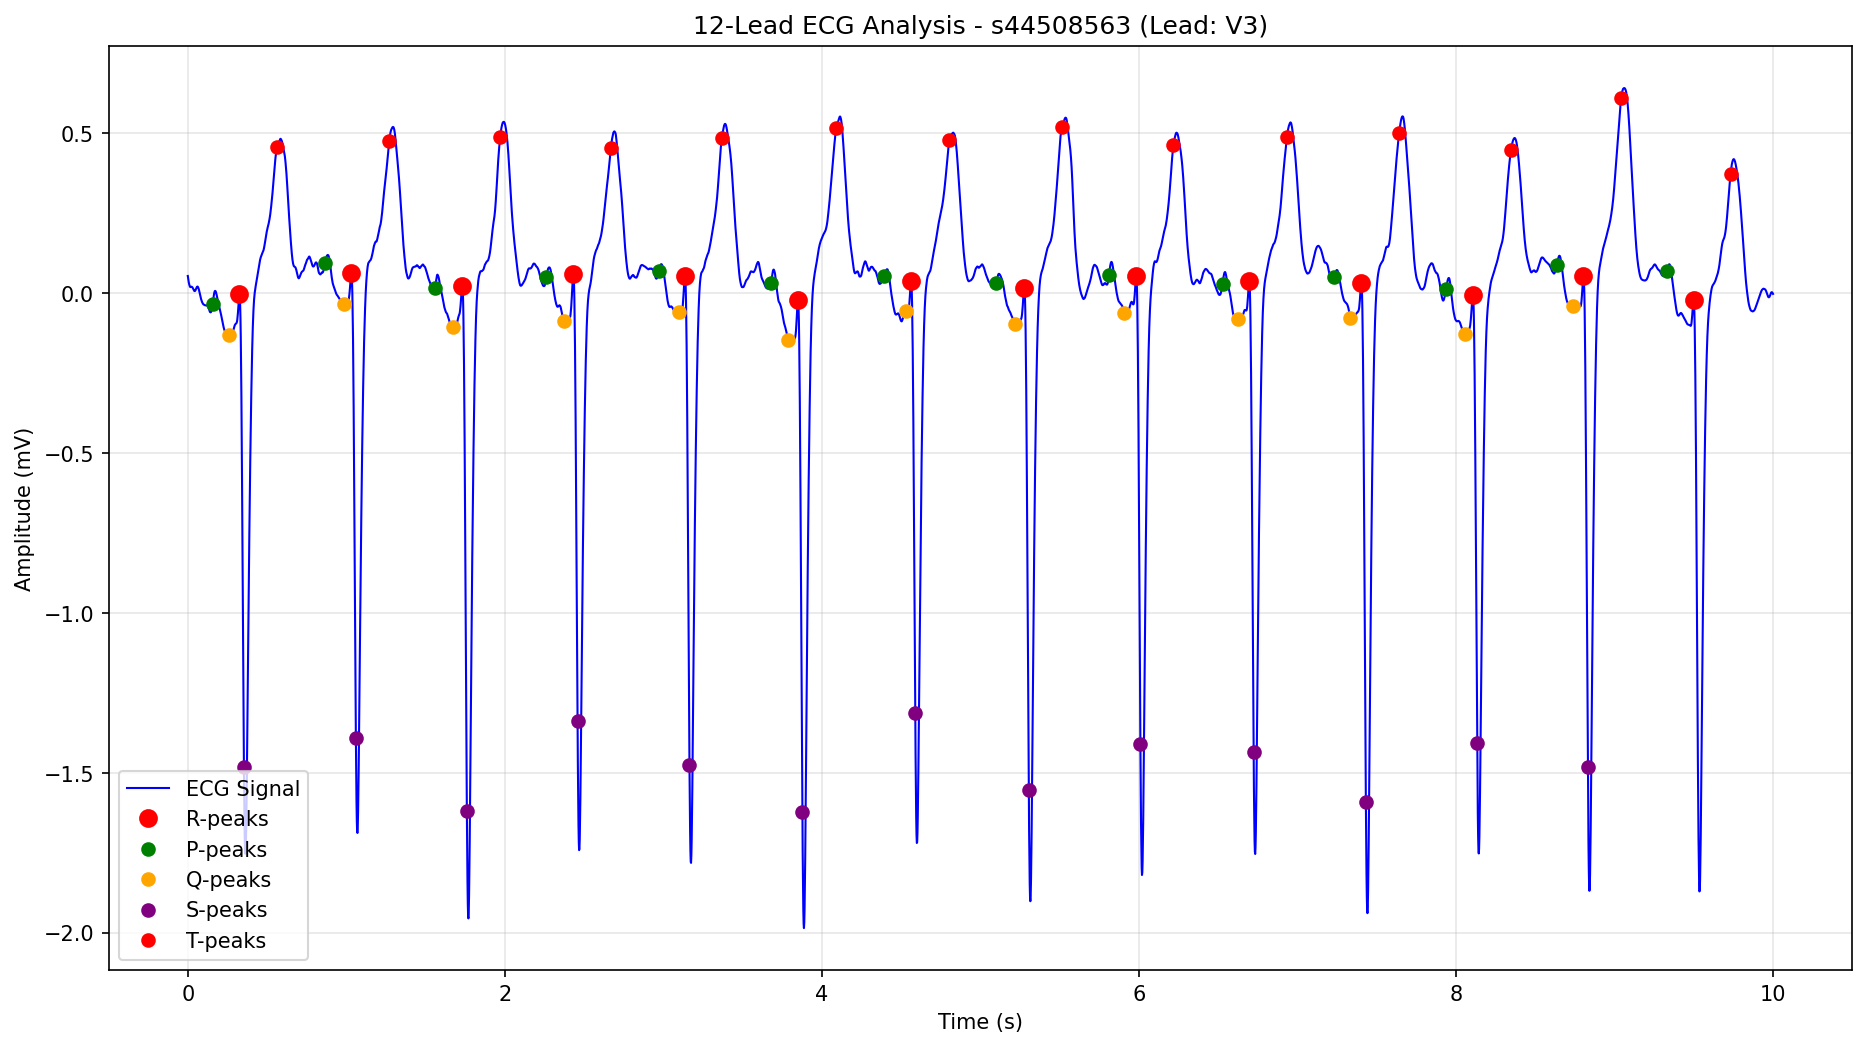 12-Lead ECG Analysis - s44508563 (Lead: V3)
Amplitude (mV)
0.5
0.0
−0.5
−1.0
−1.5
−2.0
ECG Signal
R-peaks
P-peaks
Q-peaks
S-peaks
T-peaks
0 2 4 6 8 10
Time (s)